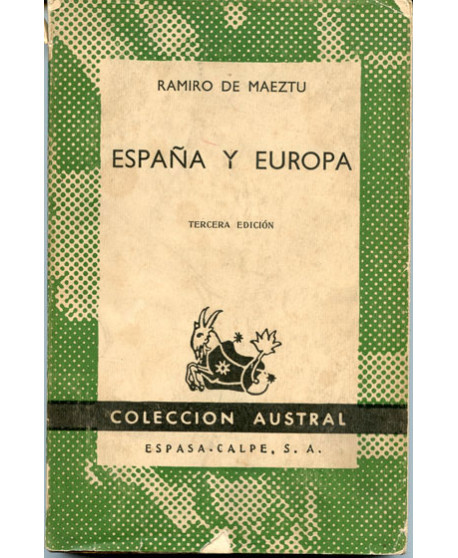 RAMIRO DE MAEZTU
ESPAÑA Y EUROPA
TERCERA EDICIÓN
COLECCION AUSTRAL
ESPASA-CALPE, S. A.